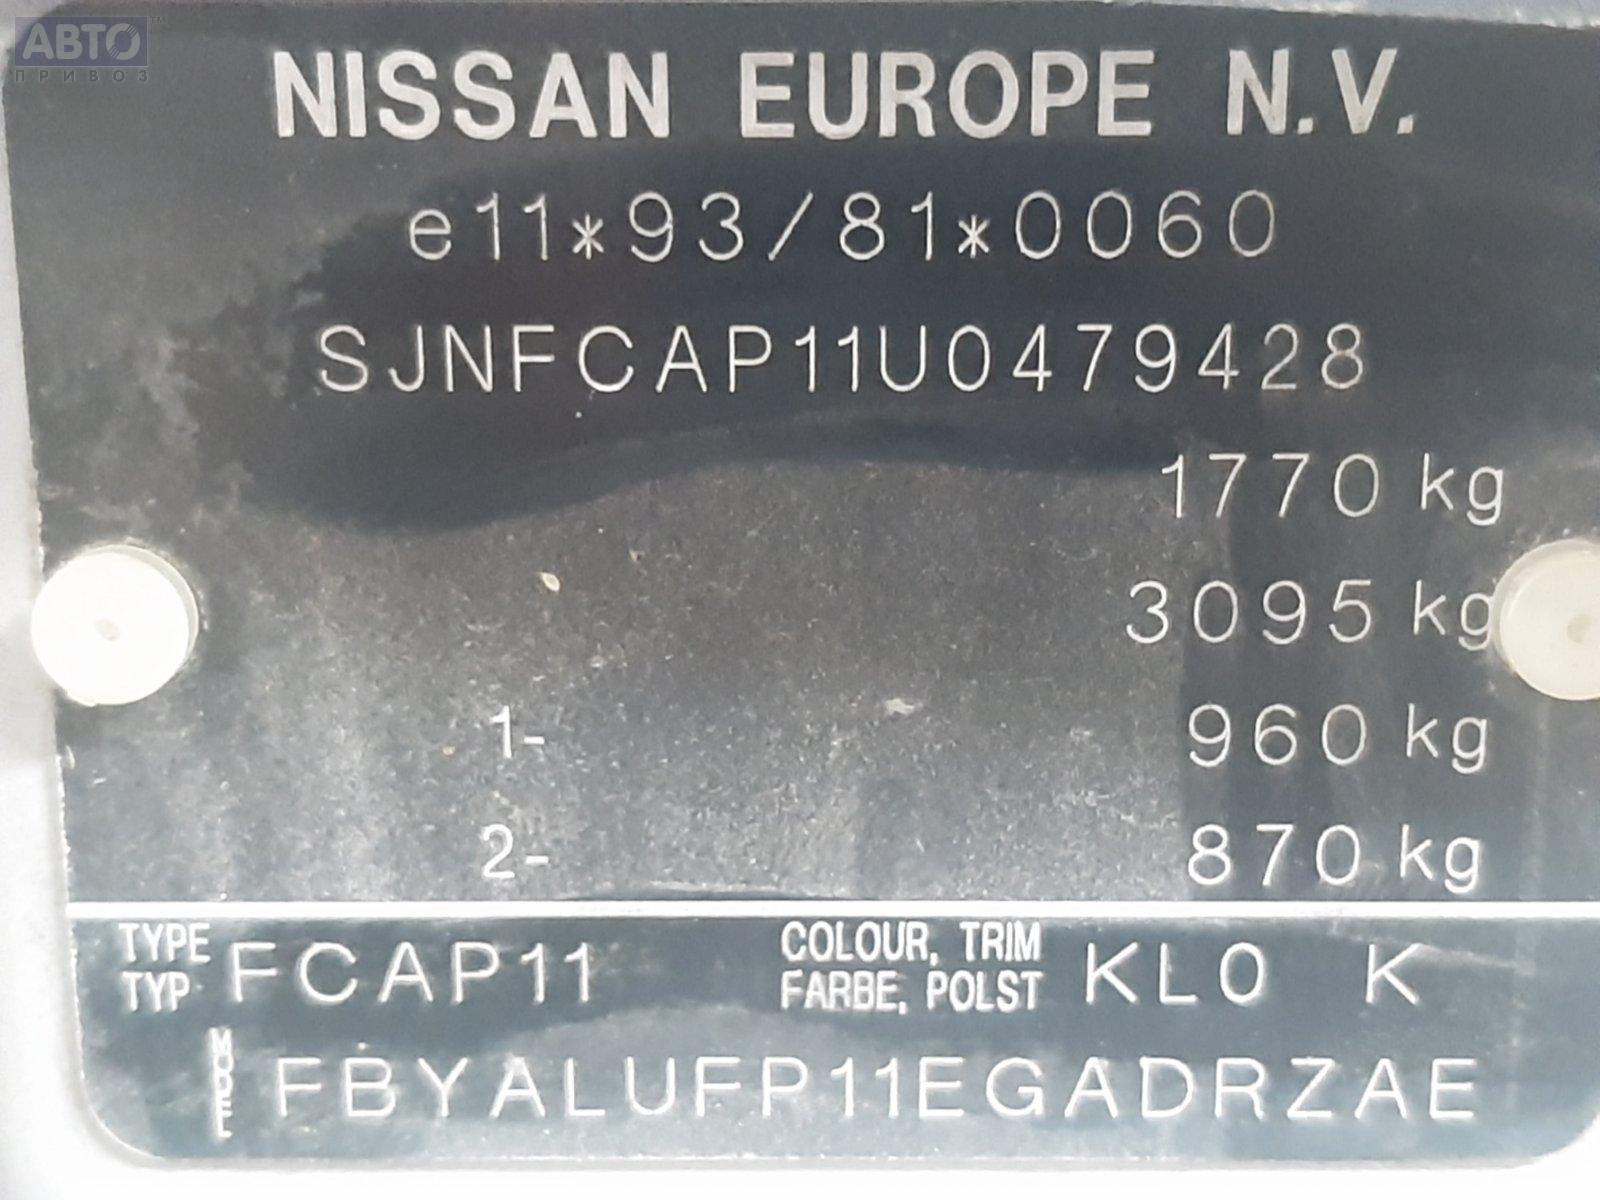 АВТО™
ПРИВОЗ
NISSAN EUROPE N.V.
e11*93/81*0060
SJNFCAP11U0479428
1770 kg
3095 kg
1- 960 kg
2- 870 kg
TYPE
TYP FCAP11
COLOUR, TRIM
FARBE, POLST KL0 K
MODEL FBYALUFP11EGADRZAE